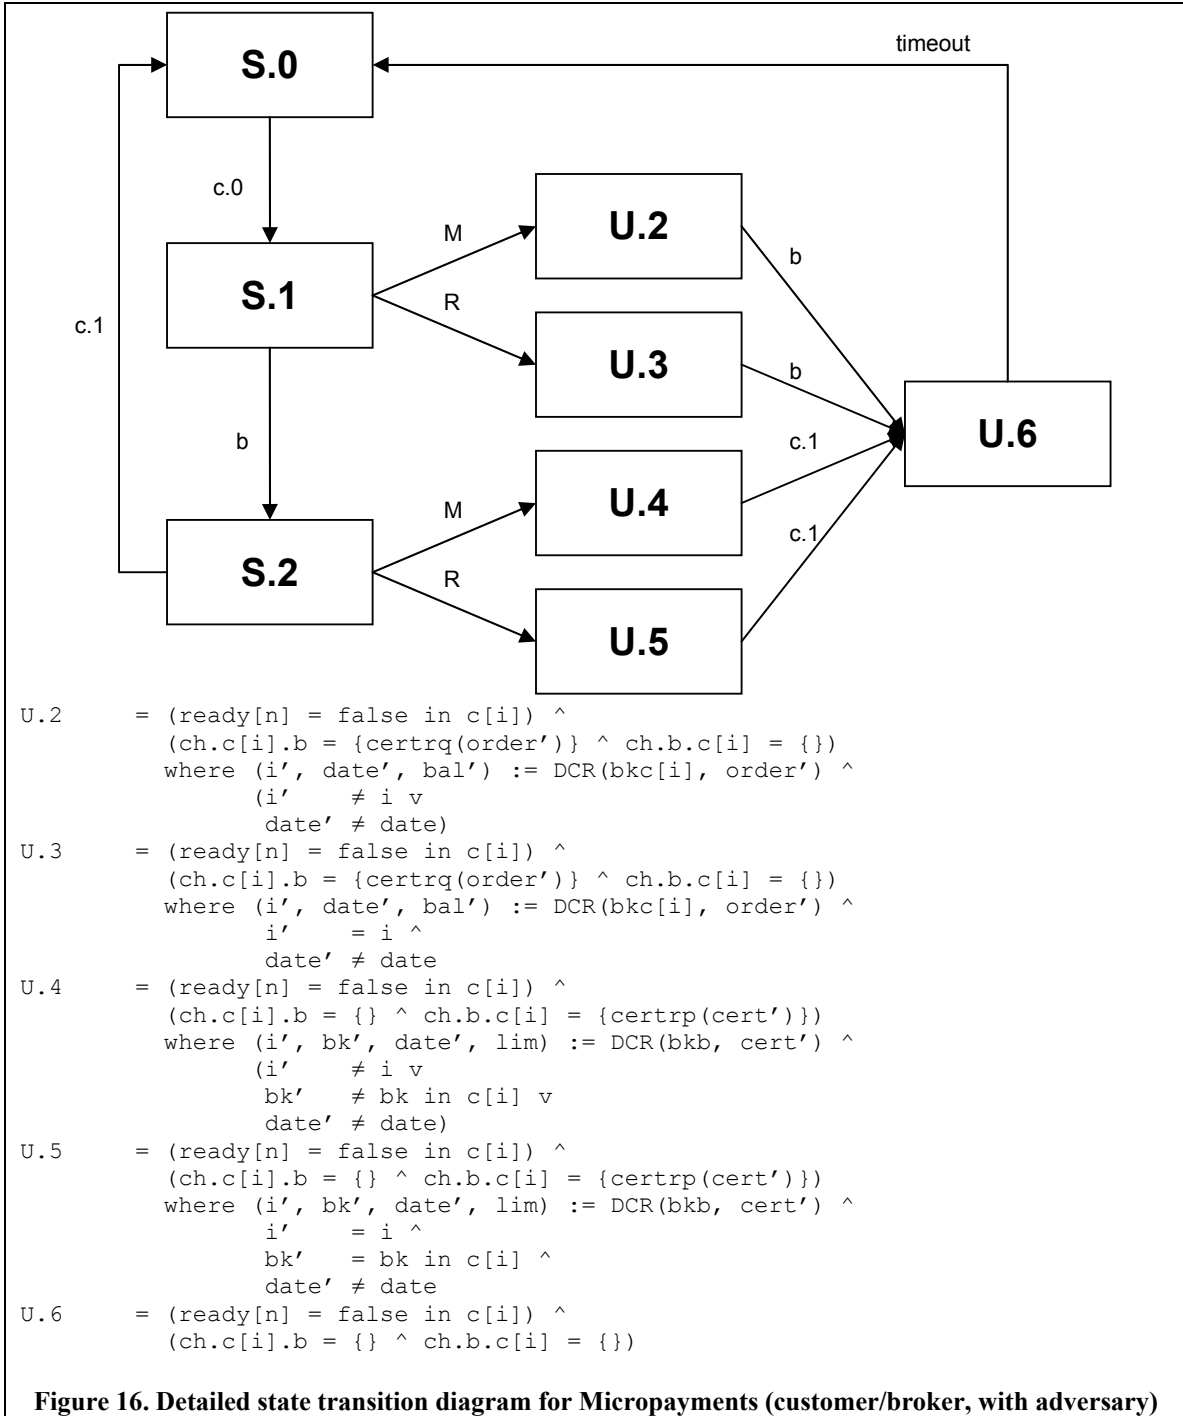 timeout
S.0
c.0
U.2
M
b
S.1
R
c.1
U.3
b
b
U.6
c.1
U.4
M
c.1
S.2
R
U.5
U.2 = (ready[n] = false in c[i]) ^
(ch.c[i].b = {certrq(order′)} ^ ch.b.c[i] = {})
where (i′, date′, bal′) := DCR(bkc[i], order′) ^
(i′ ≠ i v
date′ ≠ date)
U.3 = (ready[n] = false in c[i]) ^
(ch.c[i].b = {certrq(order′)} ^ ch.b.c[i] = {})
where (i′, date′, bal′) := DCR(bkc[i], order′) ^
i′ = i ^
date′ ≠ date
U.4 = (ready[n] = false in c[i]) ^
(ch.c[i].b = {} ^ ch.b.c[i] = {certrp(cert′)})
where (i′, bk′, date′, lim) := DCR(bkb, cert′) ^
(i′ ≠ i v
bk′ ≠ bk in c[i] v
date′ ≠ date)
U.5 = (ready[n] = false in c[i]) ^
(ch.c[i].b = {} ^ ch.b.c[i] = {certrp(cert′)})
where (i′, bk′, date′, lim) := DCR(bkb, cert′) ^
i′ = i ^
bk′ = bk in c[i] ^
date′ ≠ date
U.6 = (ready[n] = false in c[i]) ^
(ch.c[i].b = {} ^ ch.b.c[i] = {})
Figure 16. Detailed state transition diagram for Micropayments (customer/broker, with adversary)